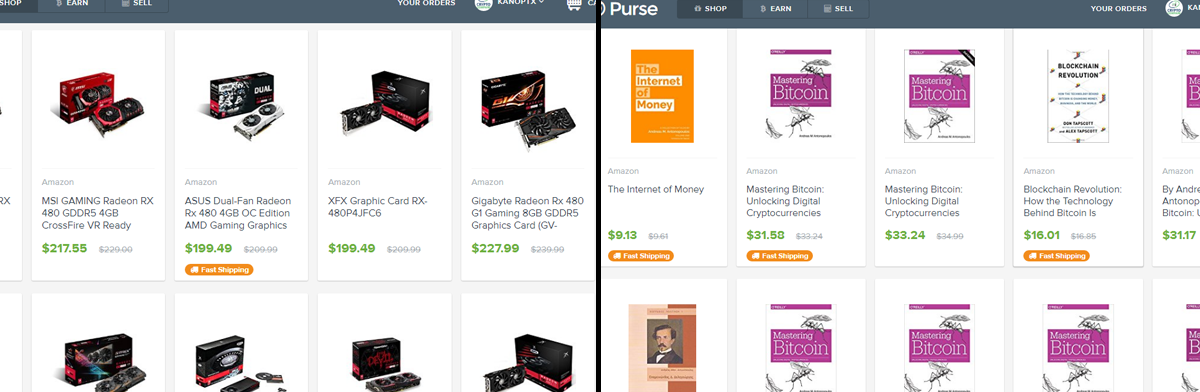 SHOP
EARN
SELL
YOUR ORDERS
KANOPTX
CA
RX
Amazon
MSI GAMING Radeon RX
480 GDDR5 4GB
CrossFire VR Ready
$217.55 $229.00
Amazon
ASUS Dual-Fan Radeon
Rx 480 4GB OC Edition
AMD Gaming Graphics
$199.49 $209.99
Fast Shipping
Amazon
XFX Graphic Card RX-
480P4JFC6
$199.49 $209.99
Amazon
Gigabyte Radeon Rx 480
G1 Gaming 8GB GDDR5
Graphics Card (GV-
$227.99 $239.99
Purse
SHOP
EARN
SELL
YOUR ORDERS
KAN
The
Internet
of
Money
Amazon
The Internet of Money
$9.13 $9.61
Fast Shipping
O'REILLY
Mastering
Bitcoin
Amazon
Mastering Bitcoin:
Unlocking Digital
Cryptocurrencies
$31.58 $33.24
Fast Shipping
O'REILLY
Mastering
Bitcoin
Amazon
Mastering Bitcoin:
Unlocking Digital
Cryptocurrencies
$33.24 $34.99
BLOCKCHAIN
REVOLUTION
DON TAPSCOTT
AND ALEX TAPSCOTT
Amazon
Blockchain Revolution:
How the Technology
Behind Bitcoin Is
$16.01 $16.85
Fast Shipping
Amazon
By Andre
Antonop
Bitcoin: U
$31.17
Mastering
Bitcoin
Mastering
Bitcoin
Mastering
Bitcoin